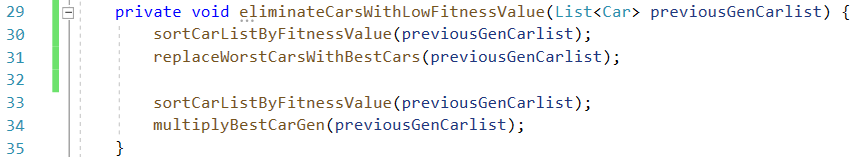 29 private void eliminateCarsWithLowFitnessValue(List<Car> previousGenCarlist) {
30 sortCarListByFitnessValue(previousGenCarlist);
31 replaceWorstCarsWithBestCars(previousGenCarlist);
32
33 sortCarListByFitnessValue(previousGenCarlist);
34 multiplyBestCarGen(previousGenCarlist);
35 }